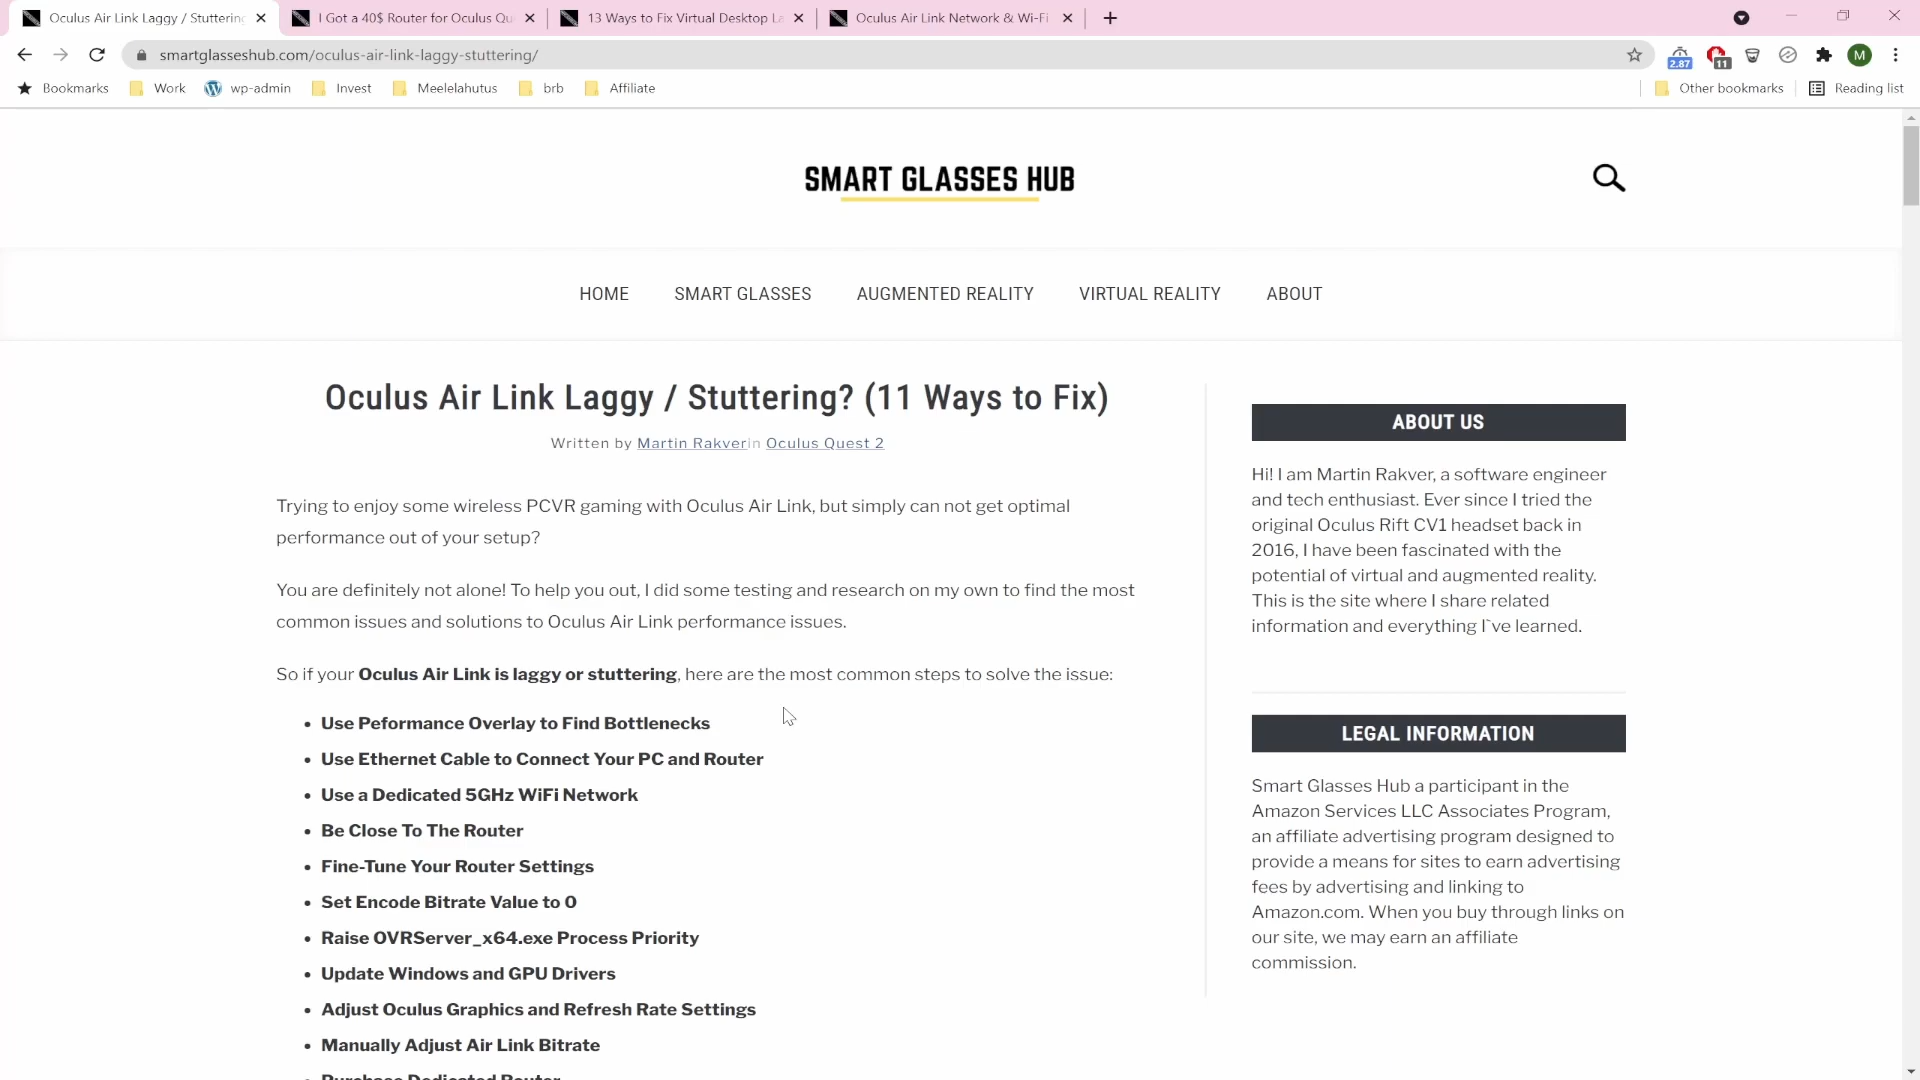 Oculus Air Link Laggy / Stuttering
I Got a 40$ Router for Oculus Qu
13 Ways to Fix Virtual Desktop La
Oculus Air Link Network & Wi-Fi
smartglasseshub.com/oculus-air-link-laggy-stuttering/
2.87
11
M
Bookmarks
Work
wp-admin
Invest
Meelelahutus
brb
Affiliate
Other bookmarks
Reading list
SMART GLASSES HUB
HOME
SMART GLASSES
AUGMENTED REALITY
VIRTUAL REALITY
ABOUT
Oculus Air Link Laggy / Stuttering? (11 Ways to Fix)
Written by Martin Rakverin Oculus Quest 2
Trying to enjoy some wireless PCVR gaming with Oculus Air Link, but simply can not get optimal
performance out of your setup?
You are definitely not alone! To help you out, I did some testing and research on my own to find the most
common issues and solutions to Oculus Air Link performance issues.
So if your Oculus Air Link is laggy or stuttering, here are the most common steps to solve the issue:
• Use Peformance Overlay to Find Bottlenecks
• Use Ethernet Cable to Connect Your PC and Router
• Use a Dedicated 5GHz WiFi Network
• Be Close To The Router
• Fine-Tune Your Router Settings
• Set Encode Bitrate Value to 0
• Raise OVRServer_x64.exe Process Priority
• Update Windows and GPU Drivers
• Adjust Oculus Graphics and Refresh Rate Settings
• Manually Adjust Air Link Bitrate
• Purchase Dedicated Router
ABOUT US
Hi! I am Martin Rakver, a software engineer
and tech enthusiast. Ever since I tried the
original Oculus Rift CV1 headset back in
2016, I have been fascinated with the
potential of virtual and augmented reality.
This is the site where I share related
information and everything I`ve learned.
LEGAL INFORMATION
Smart Glasses Hub a participant in the
Amazon Services LLC Associates Program,
an affiliate advertising program designed to
provide a means for sites to earn advertising
fees by advertising and linking to
Amazon.com. When you buy through links on
our site, we may earn an affiliate
commission.